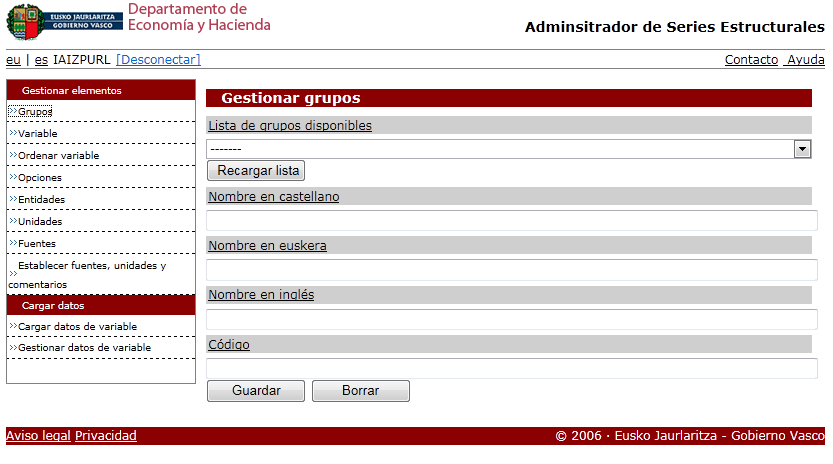 EUSKO JAURLARITZA
GOBIERNO VASCO
Departamento de
Economía y Hacienda
Adminsitrador de Series Estructurales
eu | es IAIZPURL [Desconectar]
Contacto Ayuda
Gestionar elementos
Grupos
Variable
Ordenar variable
Opciones
Entidades
Unidades
Fuentes
Establecer fuentes, unidades y
comentarios
Cargar datos
Cargar datos de variable
Gestionar datos de variable
Gestionar grupos
Lista de grupos disponibles
-------
Recargar lista
Nombre en castellano
Nombre en euskera
Nombre en inglés
Código
Guardar
Borrar
Aviso legal Privacidad
© 2006 · Eusko Jaurlaritza - Gobierno Vasco